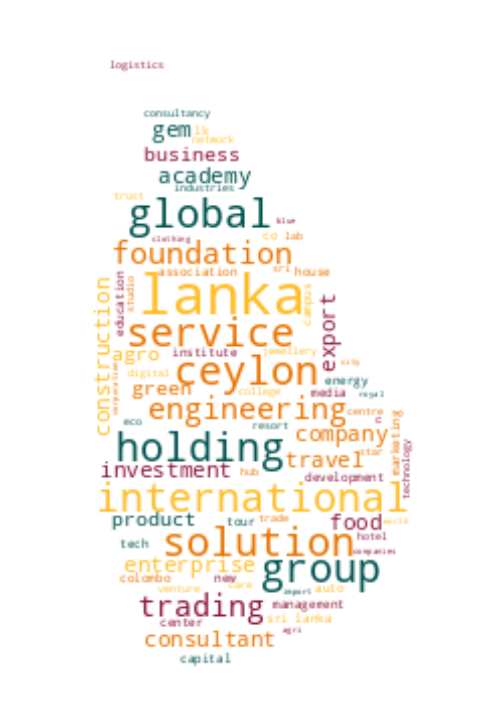 logistics
consultancy
gem lk
network
business
academy
industries
trust
global blue
clothing co lab
foundation
association sri house
lanka
construction
education
studio
campus
export
service
agro institute jewellery
ceylon city
corporation
digital energy
green college media royal
engineering centre
eco resort c
holding company
travel star
marketing
technology
investment hub
development
international
product tour trade food world
tech solution hotel
companies
enterprise group
colombo new
venture care import auto
trading management
center sri lanka
agri
consultant
capital